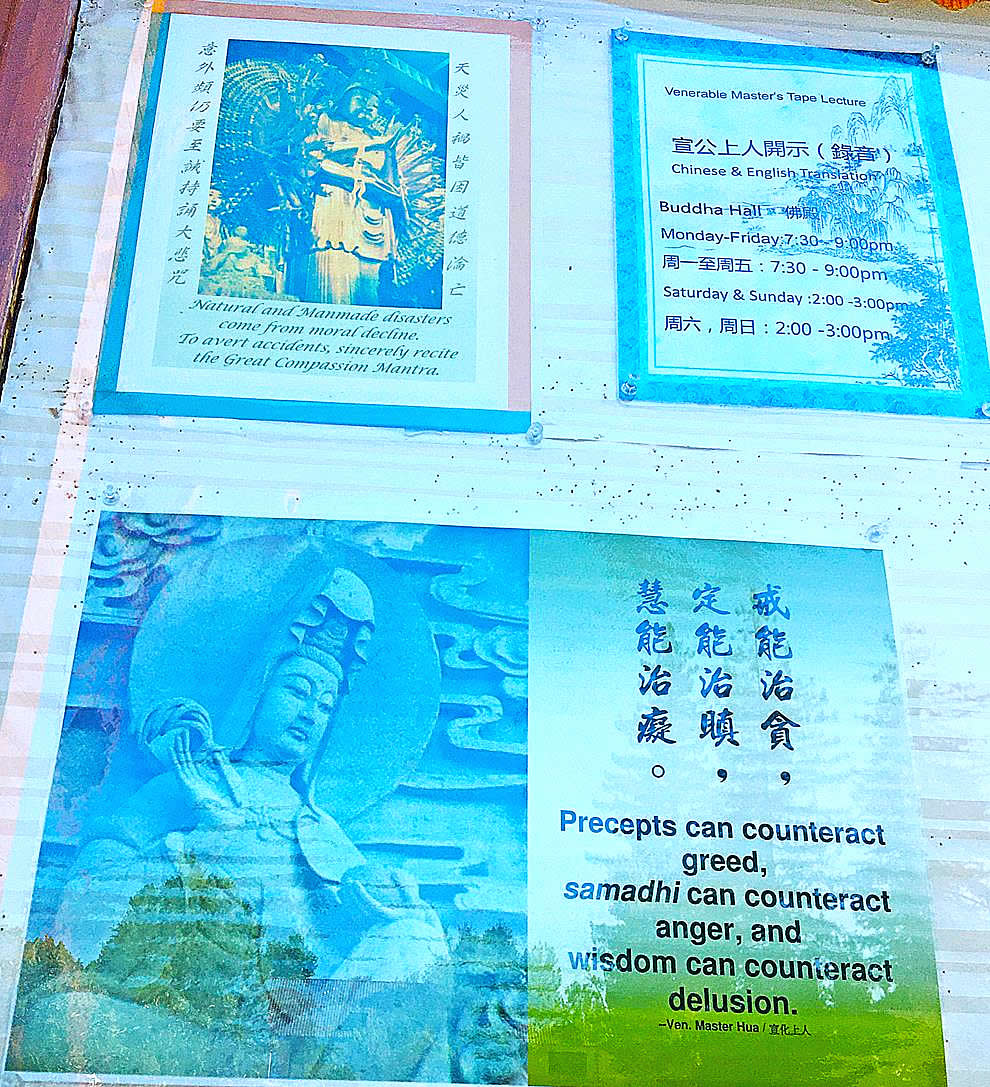 天災人禍皆因道德淪亡
意外頻仍要至誠持誦大悲咒
Natural and Manmade disasters
come from moral decline.
To avert accidents, sincerely recite
the Great Compassion Mantra.
Venerable Master's Tape Lecture
宣公上人開示（錄音）
Chinese & English Translation
Buddha Hall 佛殿
Monday-Friday:7:30 - 9:00pm
周一至周五：7:30 - 9:00pm
Saturday & Sunday :2:00 -3:00pm
周六，周日：2:00 -3:00pm
戒能治貪，
定能治瞋，
慧能治癡。
Precepts can counteract
greed,
samadhi can counteract
anger, and
wisdom can counteract
delusion.
–Ven. Master Hua / 宣化上人